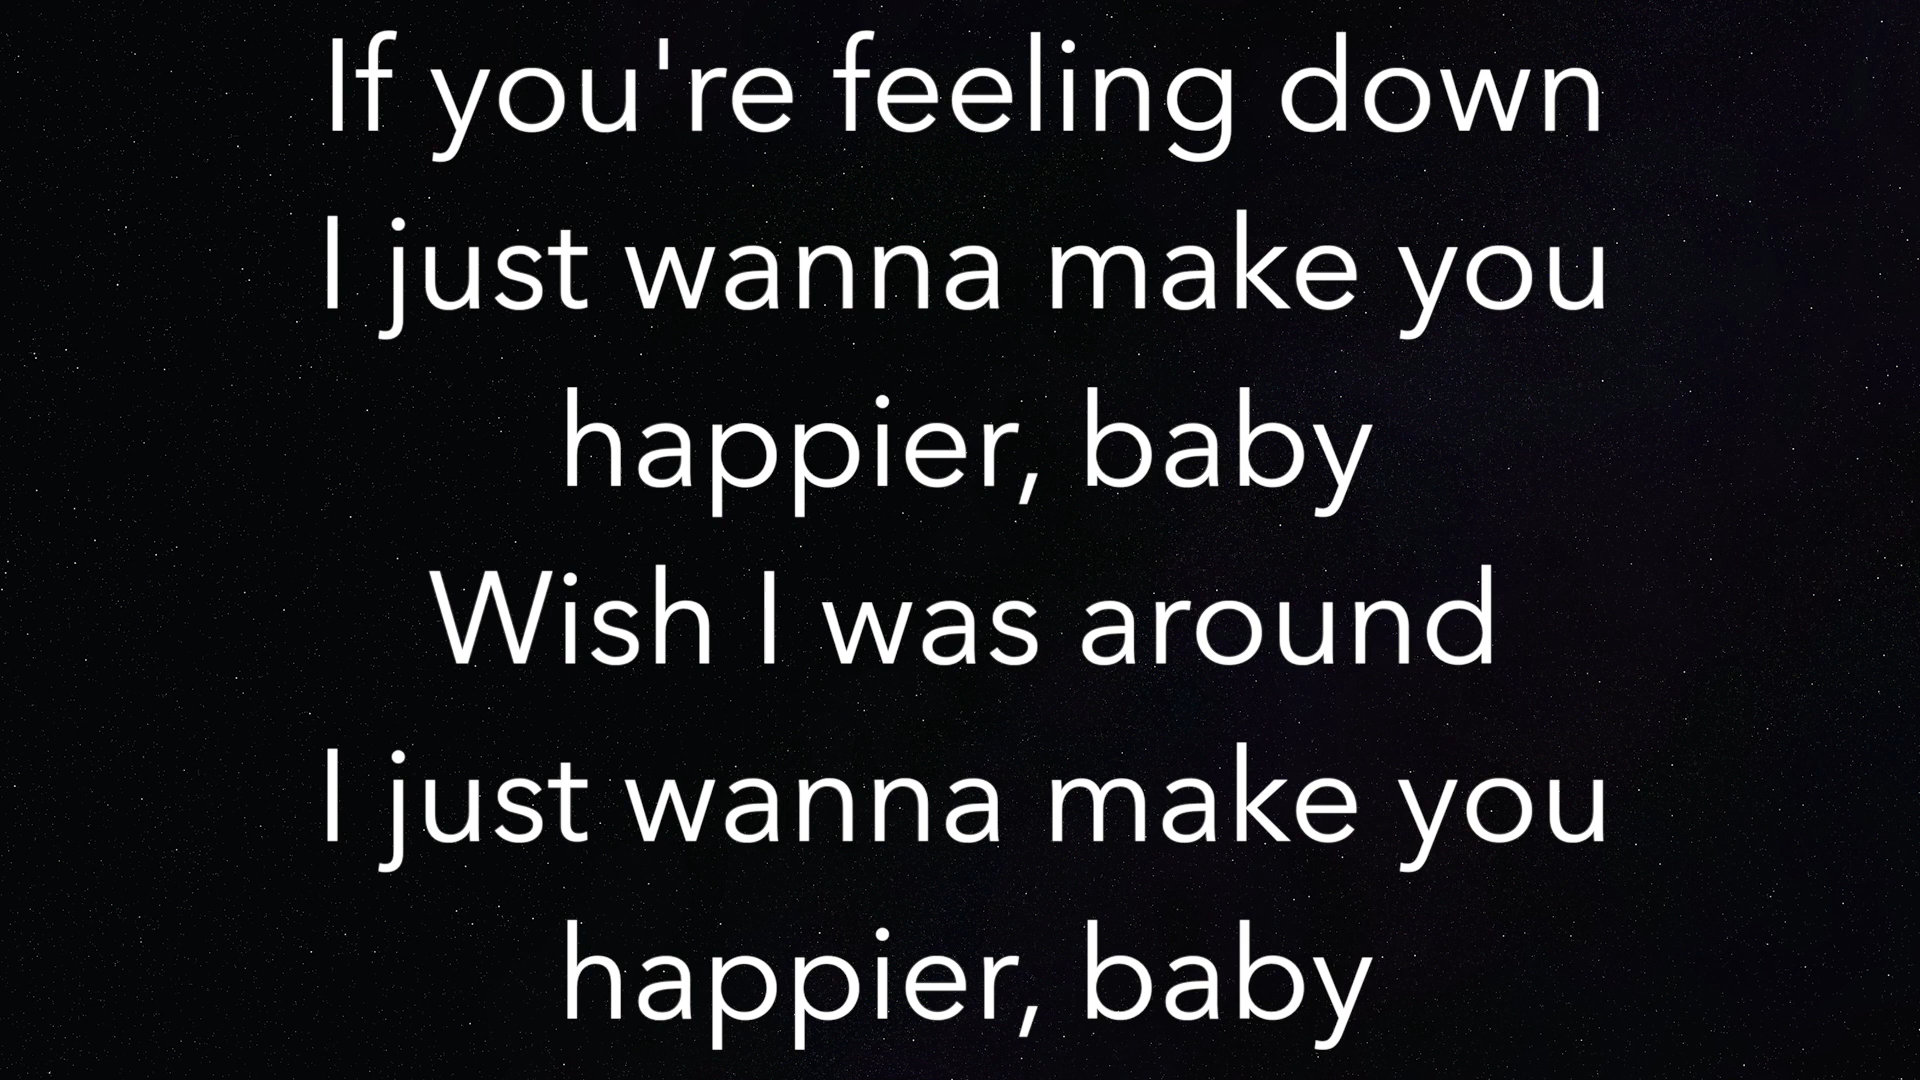 If you're feeling down
I just wanna make you
happier, baby
Wish I was around
I just wanna make you
happier, baby